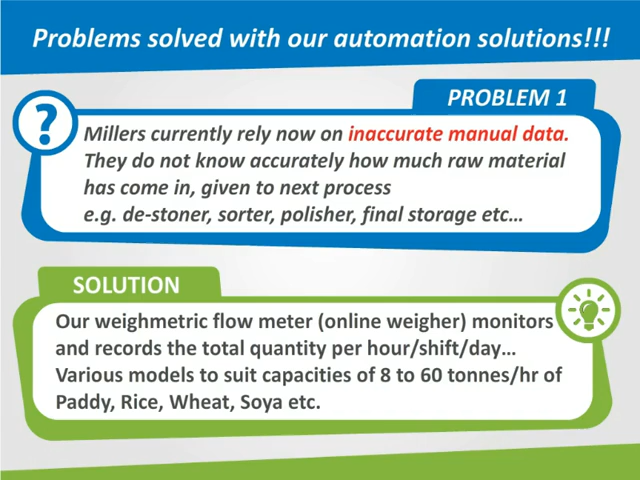 Problems solved with our automation solutions!!!
PROBLEM 1
?
Millers currently rely now on inaccurate manual data.
They do not know accurately how much raw material
has come in, given to next process
e.g. de-stoner, sorter, polisher, final storage etc...
SOLUTION
Our weighmetric flow meter (online weigher) monitors
and records the total quantity per hour/shift/day...
Various models to suit capacities of 8 to 60 tonnes/hr of
Paddy, Rice, Wheat, Soya etc.